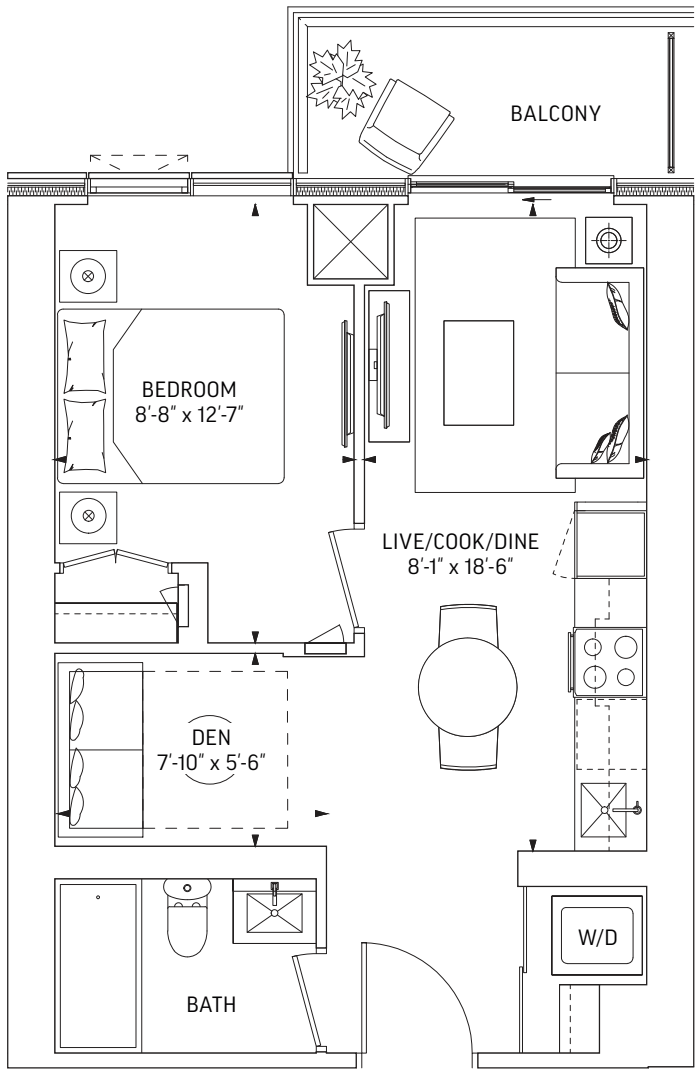 BALCONY
BEDROOM
8'-8" x 12'-7"
LIVE/COOK/DINE
8'-1" x 18'-6"
DEN
7'-10" x 5'-6"
W/D
BATH